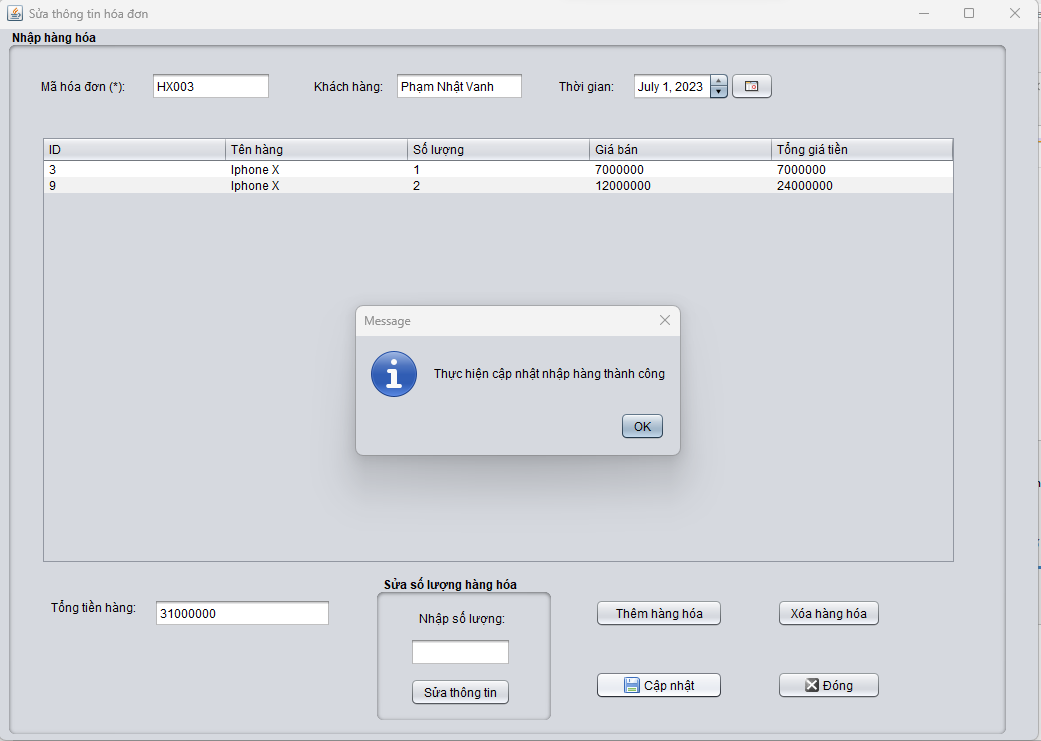 Sửa thông tin hóa đơn
Nhập hàng hóa
Mã hóa đơn (*): HX003 Khách hàng: Phạm Nhật Vanh Thời gian: July 1, 2023
ID Tên hàng Số lượng Giá bán Tổng giá tiền
3 Iphone X 1 7000000 7000000
9 Iphone X 2 12000000 24000000
Message
Thực hiện cập nhật nhập hàng thành công
OK
Tổng tiền hàng: 31000000
Sửa số lượng hàng hóa
Nhập số lượng:
Sửa thông tin
Thêm hàng hóa Xóa hàng hóa
Cập nhật Đóng